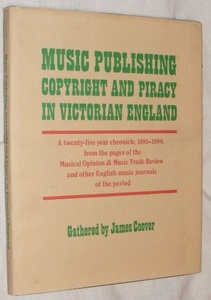 MUSIC PUBLISHING
COPYRIGHT AND PIRACY
IN VICTORIAN ENGLAND
A twenty-five year chronicle, 1881–1906,
from the pages of the
Musical Opinion & Music Trade Review
and other English music journals
of the period
Gathered by James Coover